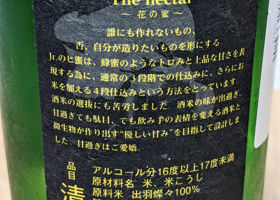 The nectar
～花の蜜～
誰にも作れないもの。
否、自分が造りたいものを形にする
Jr.のヒ蜜は、蜂蜜のようなトロみと上品な甘さを表
現する為に、通常の3段階での仕込みに、さらにお
米を加える4段仕込みという方法をとっています
酒米の選抜にも苦労しました 酒米の味が出過ぎ、
甘過ぎても駄目、でも飲み手の表情を変える酒米と
微生物が作り出す“優しい甘み”を目指して設計しま
した 甘過ぎはご愛嬌、
品目
清
アルコール分16度以上17度未満
原材料名 米、米こうじ
原料米 出羽燦々100%